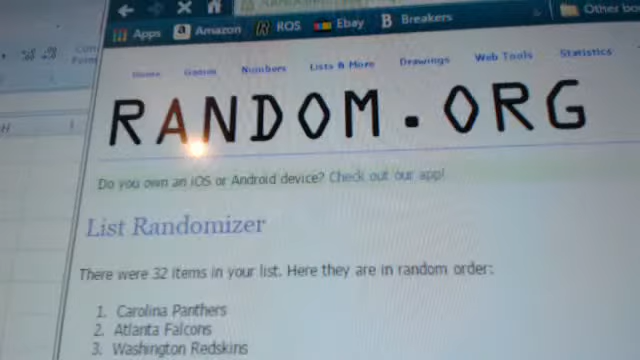 Apps Amazon ROS Ebay Breakers Other bo
Home Games Numbers Lists & More Drawings Web Tools Statistics
RANDOM.ORG
Do you own an iOS or Android device? Check out our app!
List Randomizer
There were 32 items in your list. Here they are in random order:
1. Carolina Panthers
2. Atlanta Falcons
3. Washington Redskins